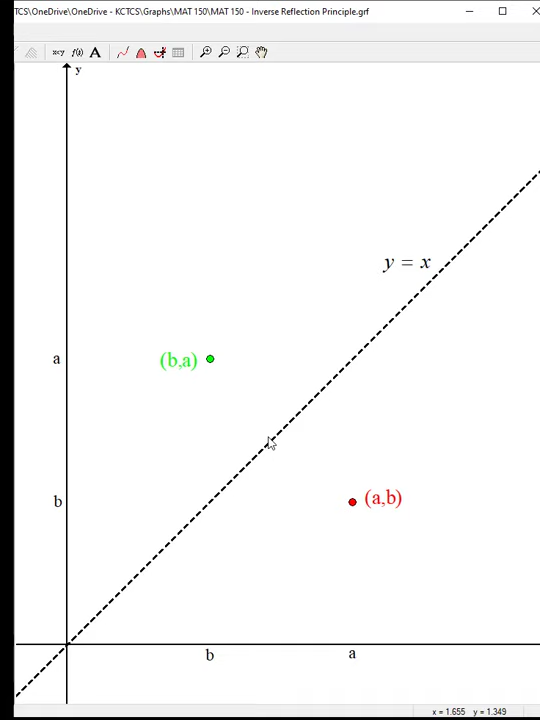 TCS\OneDrive\OneDrive - KCTCS\Graphs\MAT 150\MAT 150 - Inverse Reflection Principle.grf
x<y f(x) A
y
y = x
a
(b,a)
b
(a,b)
b a
x = 1.655 y = 1.349